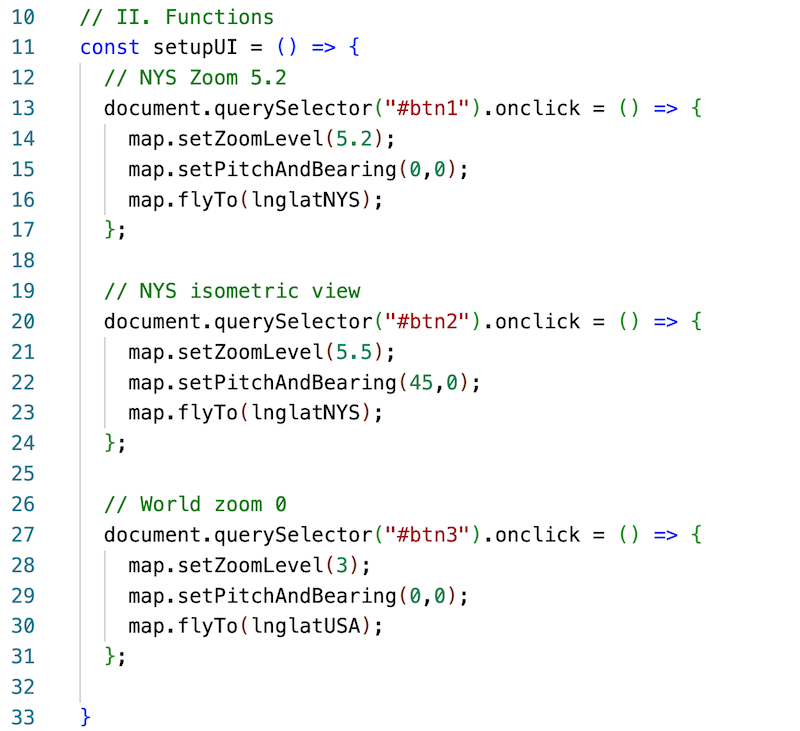 10 // II. Functions
11 const setupUI = () => {
12 // NYS Zoom 5.2
13 document.querySelector("#btn1").onclick = () => {
14 map.setZoomLevel(5.2);
15 map.setPitchAndBearing(0,0);
16 map.flyTo(lnglatNYS);
17 };
18
19 // NYS isometric view
20 document.querySelector("#btn2").onclick = () => {
21 map.setZoomLevel(5.5);
22 map.setPitchAndBearing(45,0);
23 map.flyTo(lnglatNYS);
24 };
25
26 // World zoom 0
27 document.querySelector("#btn3").onclick = () => {
28 map.setZoomLevel(3);
29 map.setPitchAndBearing(0,0);
30 map.flyTo(lnglatUSA);
31 };
32
33 }